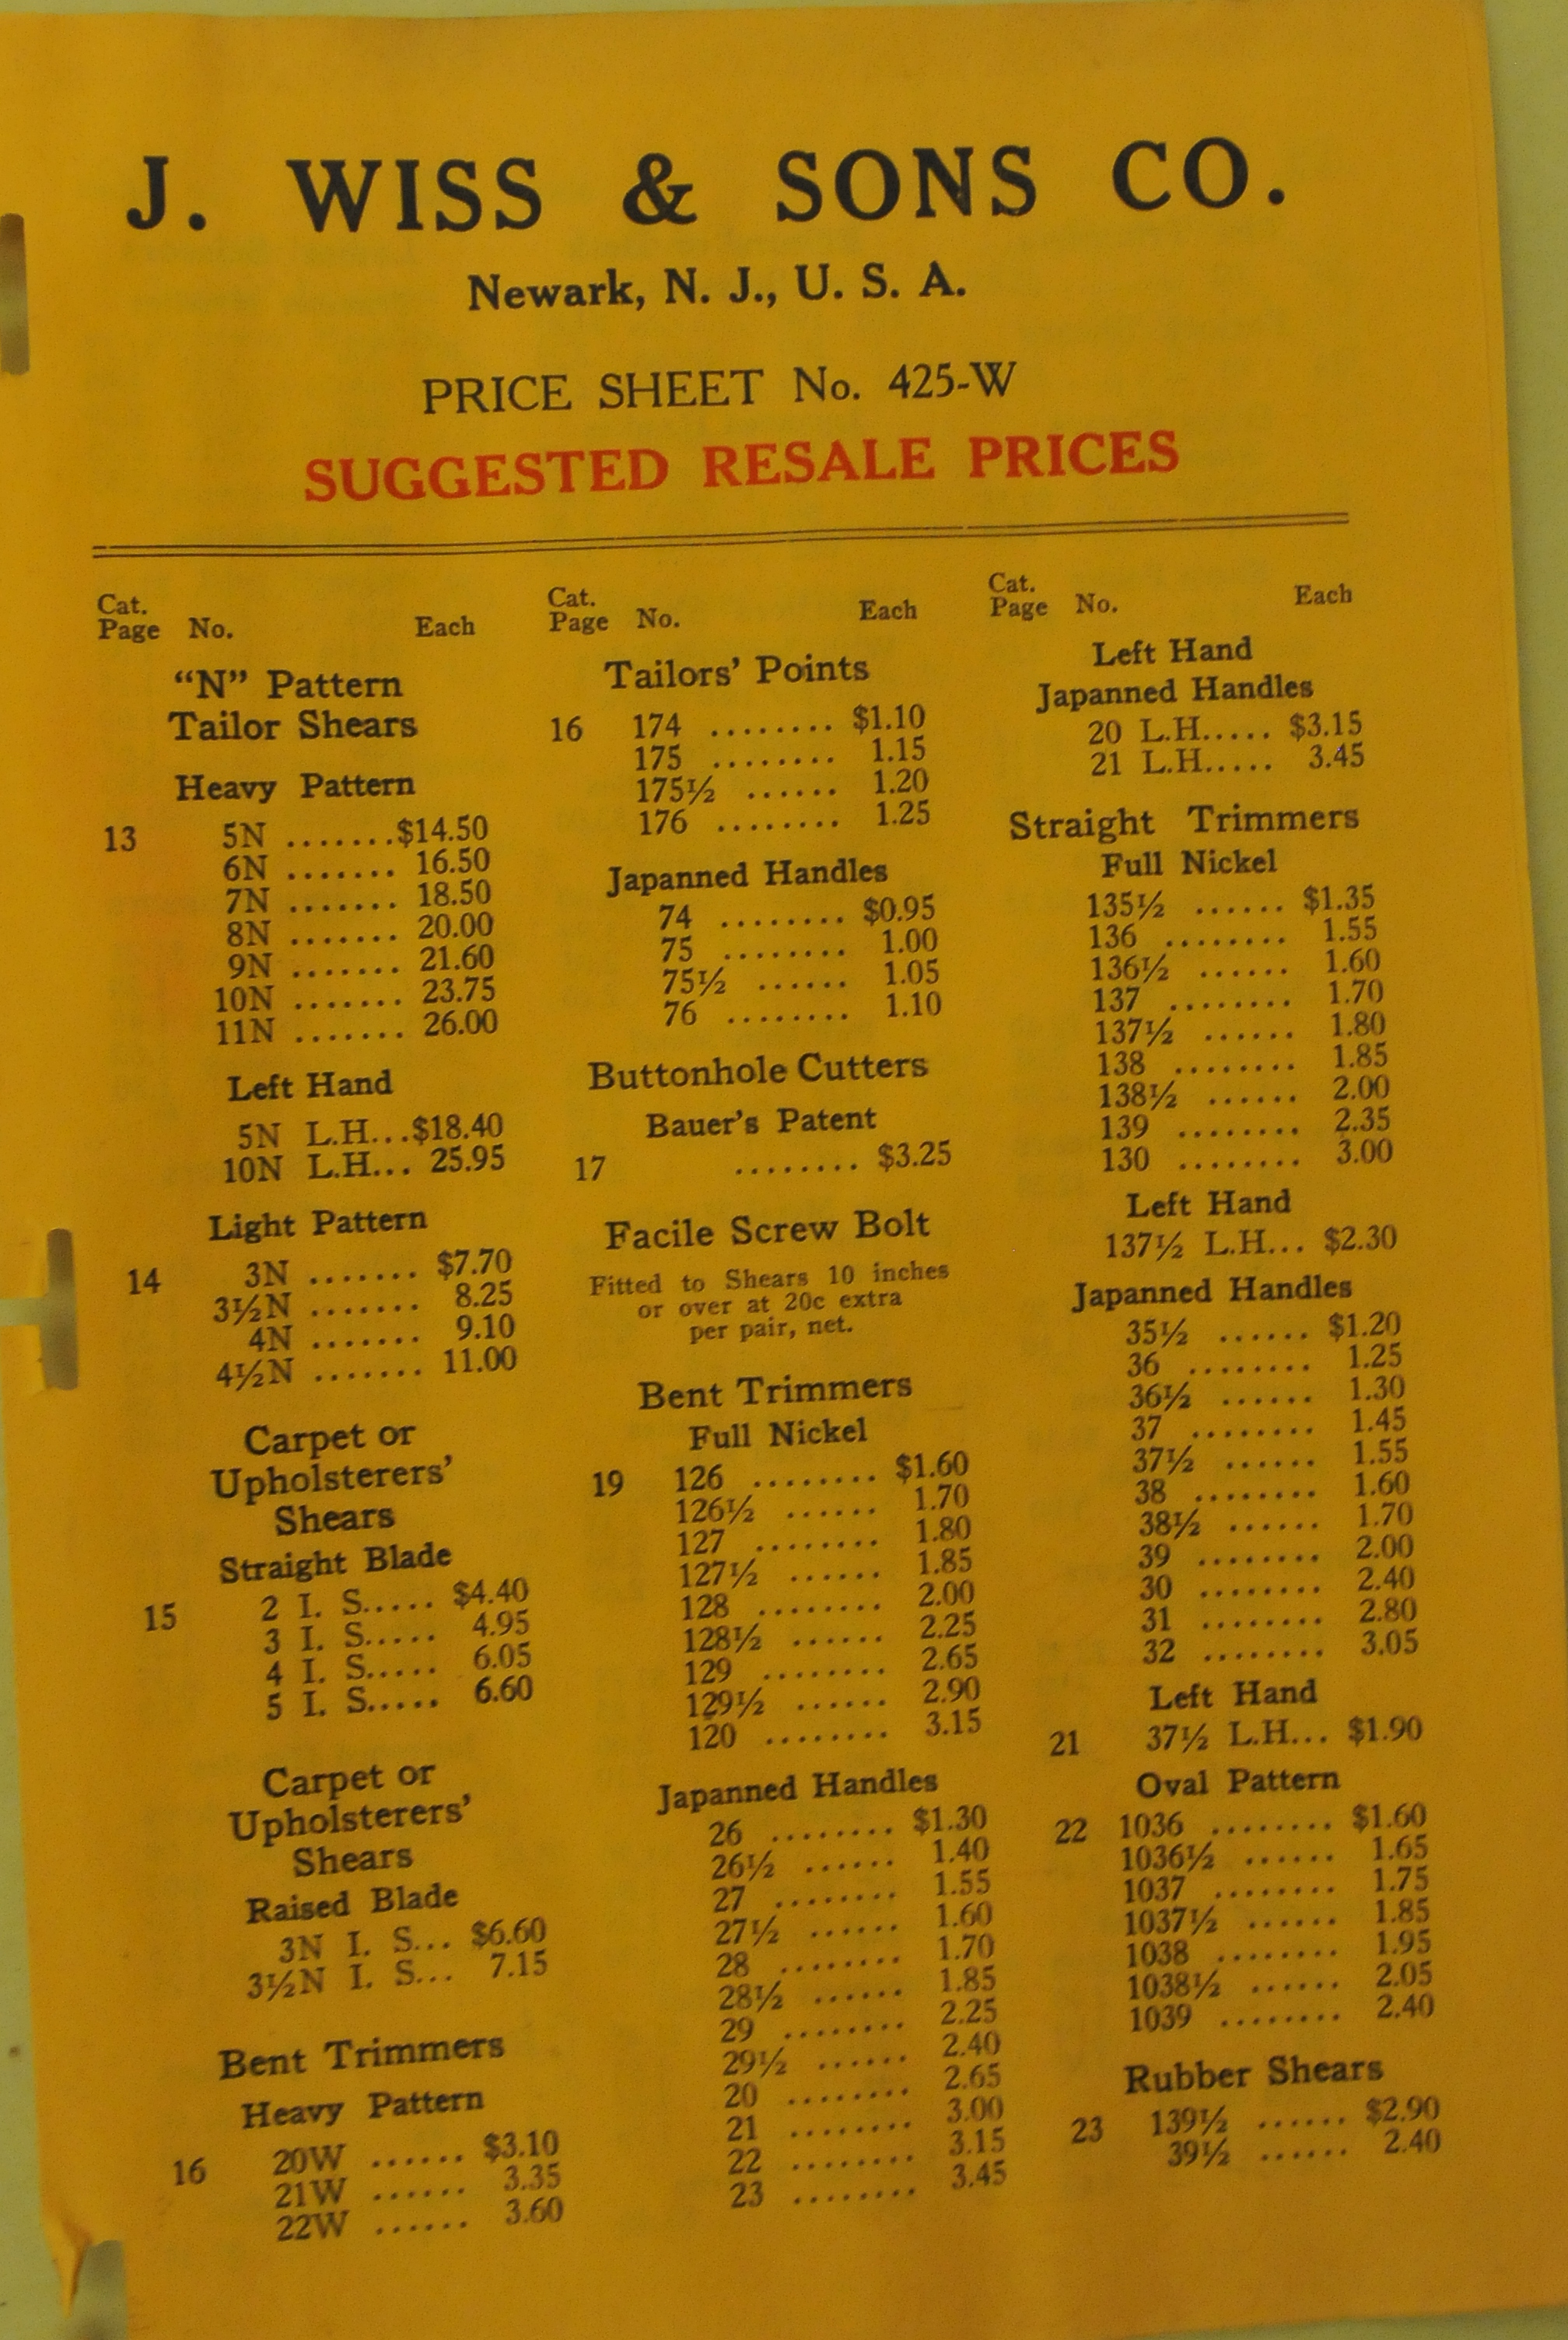 J. WISS & SONS CO.
Newark, N. J., U. S. A.
PRICE SHEET No. 425-W
SUGGESTED RESALE PRICES
Cat.
Page No. Each
"N" Pattern
Tailor Shears
Heavy Pattern
13 5N .......$14.50
6N ....... 16.50
7N ....... 18.50
8N ....... 20.00
9N ....... 21.60
10N ....... 23.75
11N ....... 26.00
Left Hand
5N L.H...$18.40
10N L.H... 25.95
Light Pattern
14 3N ....... $7.70
3½N ....... 8.25
4N ....... 9.10
4½N ....... 11.00
Carpet or
Upholsterers'
Shears
Straight Blade
15 2 I. S..... $4.40
3 I. S..... 4.95
4 I. S..... 6.05
5 I. S..... 6.60
Carpet or
Upholsterers'
Shears
Raised Blade
3N I. S... $6.60
3½N I. S... 7.15
Bent Trimmers
Heavy Pattern
16 20W ...... $3.10
21W ...... 3.35
22W ...... 3.60
Cat.
Page No. Each
Tailors' Points
16 174 ........ $1.10
175 ........ 1.15
175½ ...... 1.20
176 ........ 1.25
Japanned Handles
74 ........ $0.95
75 ........ 1.00
75½ ...... 1.05
76 ........ 1.10
Buttonhole Cutters
Bauer's Patent
17 ........ $3.25
Facile Screw Bolt
Fitted to Shears 10 inches
or over at 20c extra
per pair, net.
Bent Trimmers
Full Nickel
19 126 ........ $1.60
126½ ...... 1.70
127 ........ 1.80
127½ ...... 1.85
128 ........ 2.00
128½ ...... 2.25
129 ........ 2.65
129½ ...... 2.90
120 ........ 3.15
Japanned Handles
26 ........ $1.30
26½ ...... 1.40
27 ........ 1.55
27½ ...... 1.60
28 ........ 1.70
28½ ...... 1.85
29 ........ 2.25
29½ ...... 2.40
20 ........ 2.65
21 ........ 3.00
22 ........ 3.15
23 ........ 3.45
Cat.
Page No. Each
Left Hand
Japanned Handles
20 L.H..... $3.15
21 L.H..... 3.45
Straight Trimmers
Full Nickel
135½ ...... $1.35
136 ........ 1.55
136½ ...... 1.60
137 ........ 1.70
137½ ...... 1.80
138 ........ 1.85
138½ ...... 2.00
139 ........ 2.35
130 ........ 3.00
Left Hand
137½ L.H... $2.30
Japanned Handles
35½ ...... $1.20
36 ........ 1.25
36½ ...... 1.30
37 ........ 1.45
37½ ...... 1.55
38 ........ 1.60
38½ ...... 1.70
39 ........ 2.00
30 ........ 2.40
31 ........ 2.80
32 ........ 3.05
Left Hand
21 37½ L.H... $1.90
Oval Pattern
22 1036 ........ $1.60
1036½ ...... 1.65
1037 ........ 1.75
1037½ ...... 1.85
1038 ........ 1.95
1038½ ...... 2.05
1039 ........ 2.40
Rubber Shears
23 139½ ...... $2.90
39½ ...... 2.40